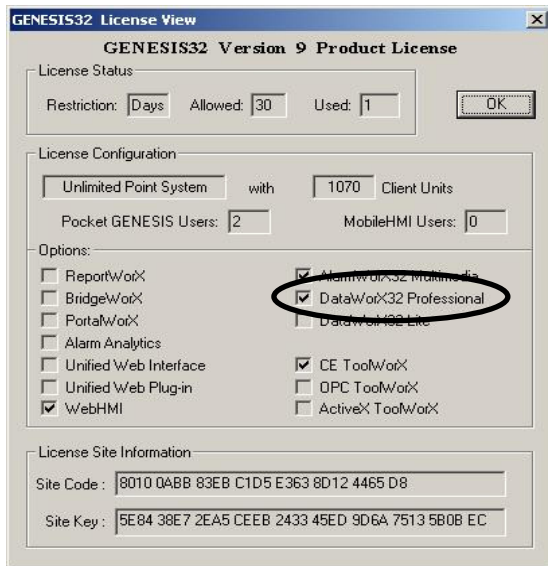 GENESIS32 License View
GENESIS32 Version 9 Product License
License Status
Restriction: Days Allowed: 30 Used: 1
OK
License Configuration
Unlimited Point System with 1070 Client Units
Pocket GENESIS Users: 2 MobileHMI Users: 0
Options:
ReportWorX AlarmWorX32 Multimedia
BridgeWorX DataWorX32 Professional
PortalWorX DataWorX32 Lite
Alarm Analytics
Unified Web Interface CE ToolWorX
Unified Web Plug-in OPC ToolWorX
WebHMI ActiveX ToolWorX
License Site Information
Site Code : 8010 0ABB 83EB C1D5 E363 8D12 4465 D8
Site Key : 5E84 38E7 2EA5 CEEB 2433 45ED 9D6A 7513 5B0B EC